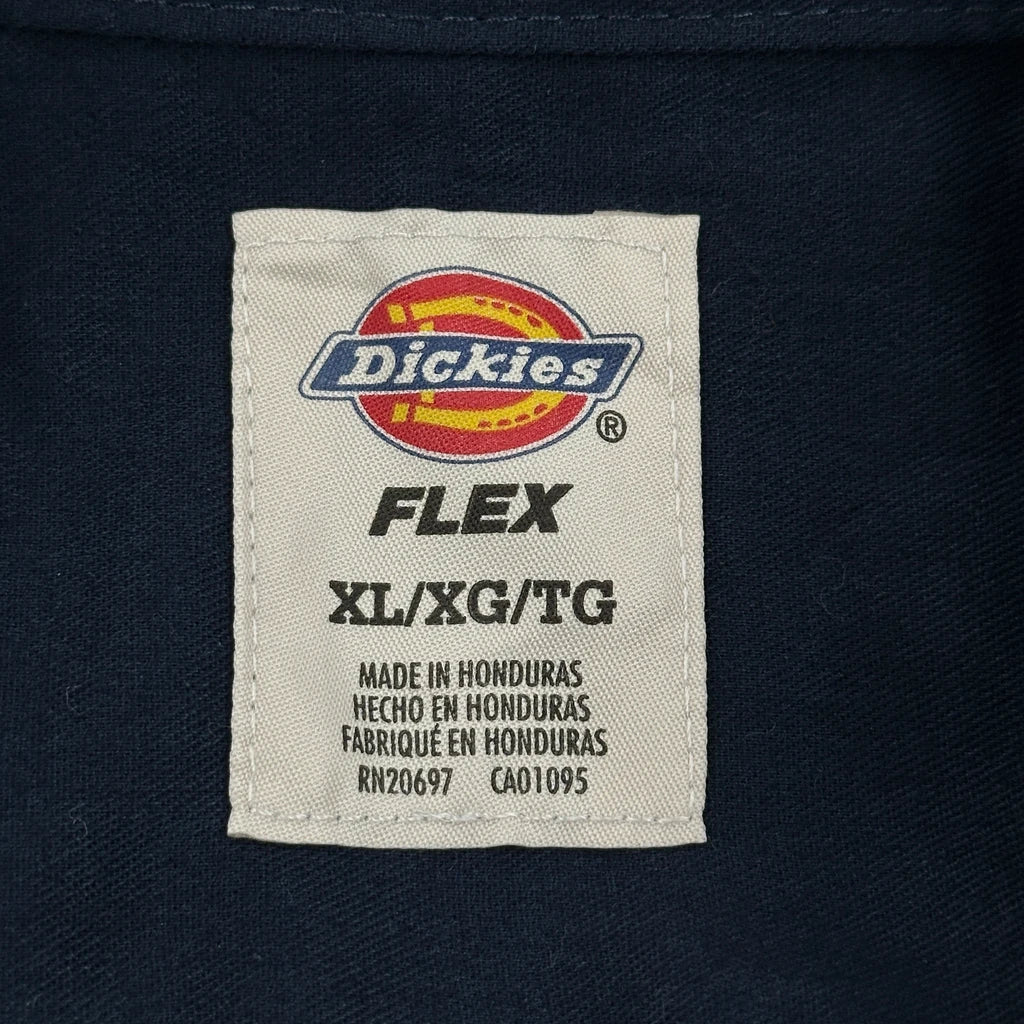 Dickies
®
FLEX
XL/XG/TG
MADE IN HONDURAS
HECHO EN HONDURAS
FABRIQUÉ EN HONDURAS
RN20697 CA01095